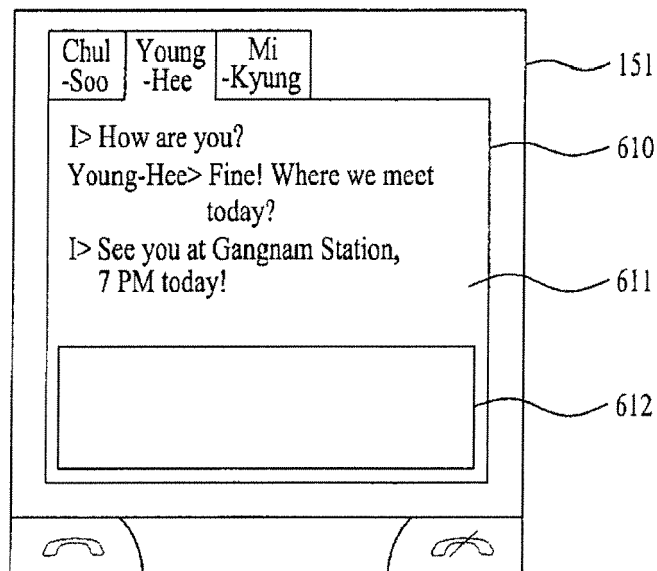 Chul
-Soo
Young
-Hee
Mi
-Kyung
151
610
I> How are you?
Young-Hee> Fine! Where we meet
today?
I> See you at Gangnam Station,
7 PM today!
611
612